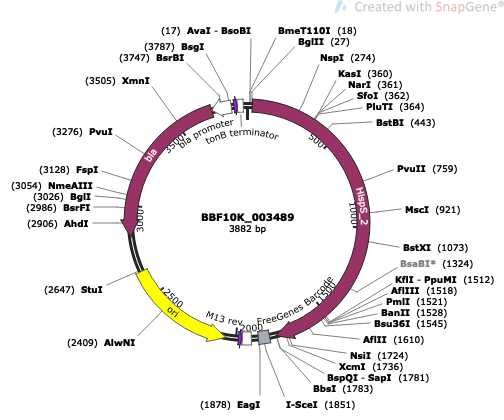 Created with SnapGene®
(17) AvaI - BsoBI
BmeT110I (18)
(3787) BsgI
BglII (27)
(3747) BsrBI
NspI (274)
(3505) XmnI
KasI (360)
NarI (361)
SfoI (362)
PluTI (364)
BstBI (443)
(3276) PvuI
(3128) FspI
(3054) NmeAIII
(3026) BglI
(2986) BsrFI
(2906) AhdI
PvuII (759)
MscI (921)
BstXI (1073)
BsaBI* (1324)
KflI - PpuMI (1512)
AflIII (1518)
PmlI (1521)
BanII (1528)
Bsu36I (1545)
AflII (1610)
NsiI (1724)
XcmI (1736)
BspQI - SapI (1781)
BbsI (1783)
I-SceI (1851)
(1878) EagI
(2409) AlwNI
(2647) StuI
bla promoter
tonB terminator
bla
HlspS_2
ori
M13 rev
FreeGenes Barcode
500
1000
1500
2000
2500
3000
3500
BBF10K_003489
3882 bp